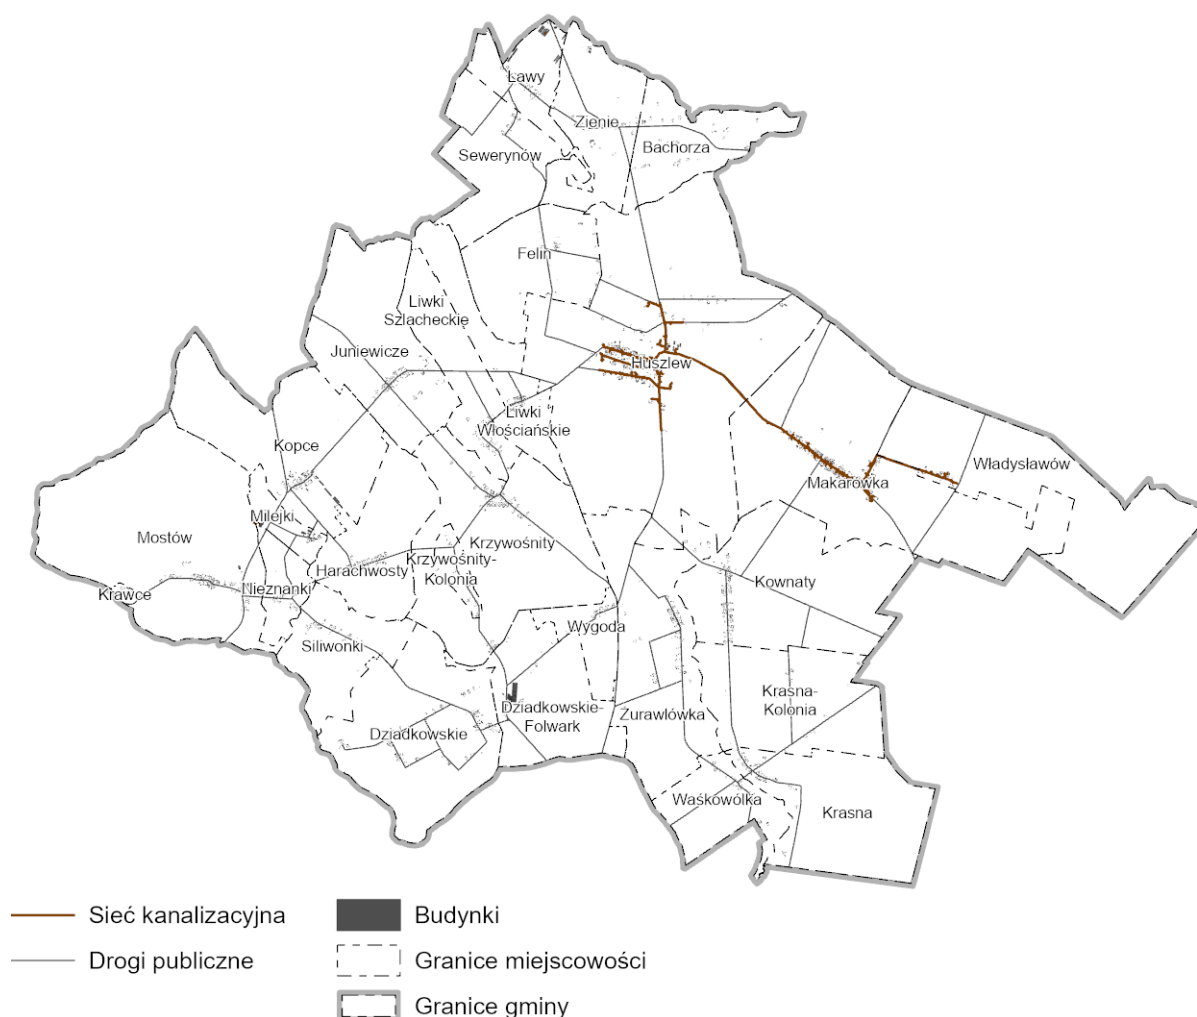 Ławy
Zienie
Bachorza
Sewerynów
Felin
Liwki
Szlacheckie
Juniewicze
Huszlew
Liwki
Włościańskie
Kopce
Władysławów
Makarówka
Milejki
Mostów
Krzywośnity
Krzywośnity-
Kolonia
Harachwosty
Kownaty
Krawce
Nieznanki
Wygoda
Siliwonki
Krasna-
Kolonia
Dziadkowskie-
Folwark
Żurawlówka
Dziadkowskie
Waśkowólka
Krasna
Sieć kanalizacyjna
Budynki
Drogi publiczne
Granice miejscowości
Granice gminy